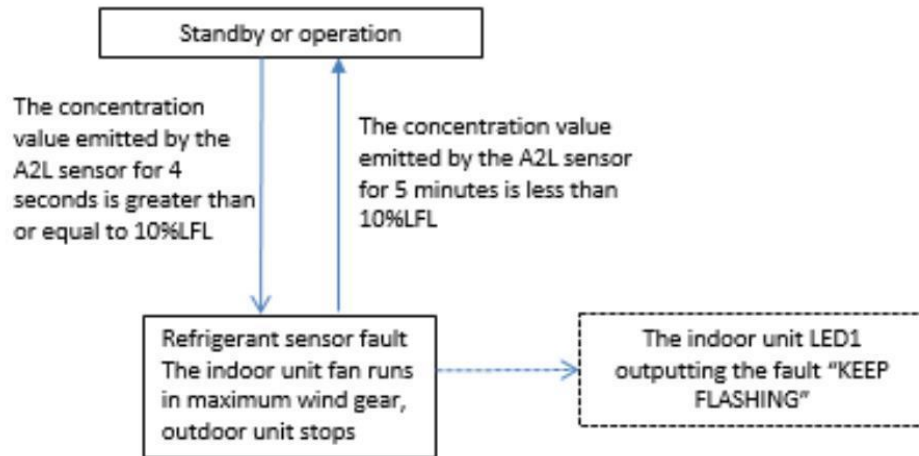 Standby or operation
The concentration
value emitted by the
A2L sensor for 4
seconds is greater than
or equal to 10%LFL
The concentration value
emitted by the A2L sensor
for 5 minutes is less than
10%LFL
Refrigerant sensor fault
The indoor unit fan runs
in maximum wind gear,
outdoor unit stops
The indoor unit LED1
outputting the fault “KEEP
FLASHING”